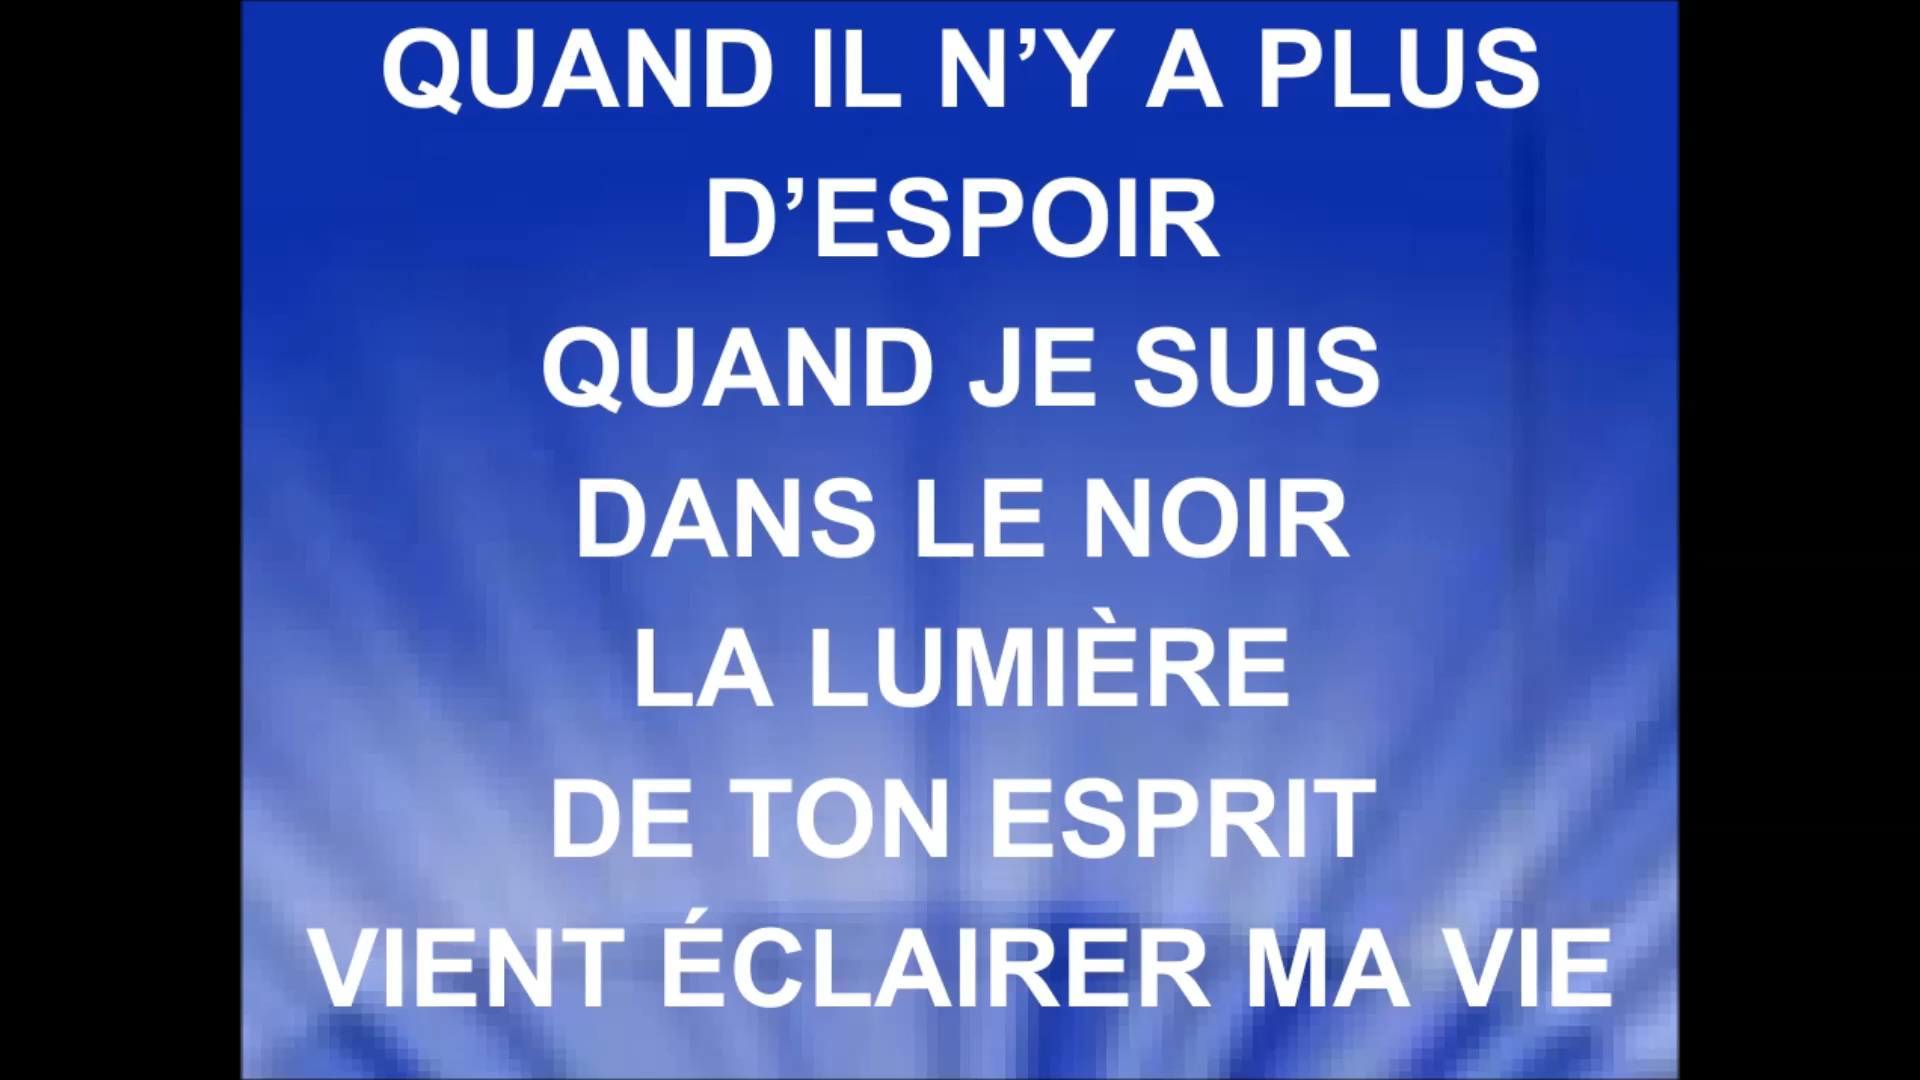 QUAND IL N’Y A PLUS
D’ESPOIR
QUAND JE SUIS
DANS LE NOIR
LA LUMIÈRE
DE TON ESPRIT
VIENT ÉCLAIRER MA VIE